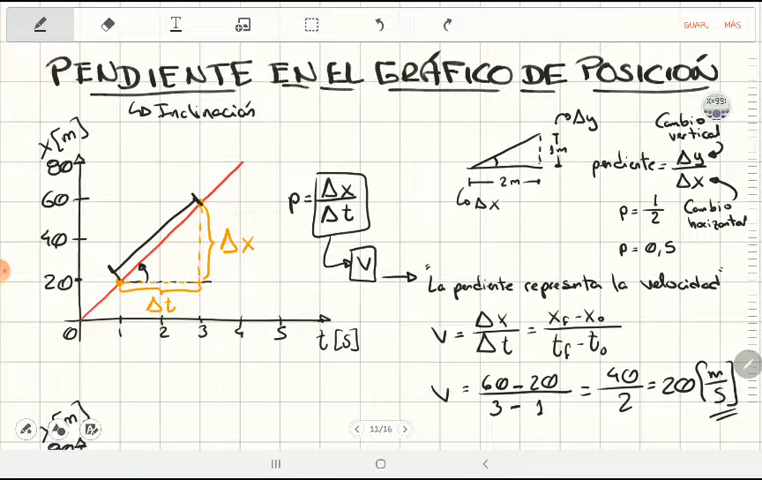 GUAR. MÁS
PENDIENTE EN EL GRÁFICO DE POSICIÓN
↳ Inclinación
X[m]
80
60
40
20
0 1 2 3 4 5 t[s]
Δx
Δt
p = Δx / Δt
V
Δy
1m
2m
Δx
Cambio vertical
pendiente = Δy / Δx
Cambio horizontal
p = 1/2
p = 0,5
"La pendiente representa la velocidad"
V = Δx / Δt = xf - x0 / tf - t0
V = 60 - 20 / 3 - 1 = 40 / 2 = 20 [m/s]
11/16
X[m]
80